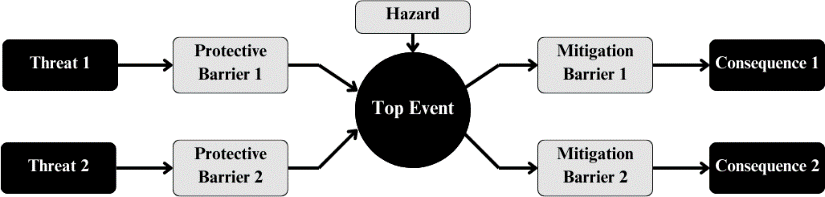 Hazard
Threat 1
Protective
Barrier 1
Top Event
Mitigation
Barrier 1
Consequence 1
Threat 2
Protective
Barrier 2
Mitigation
Barrier 2
Consequence 2